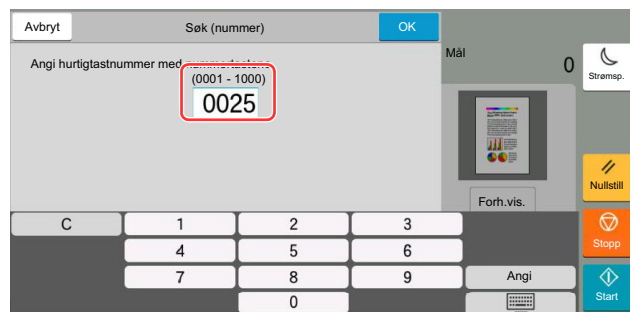 Avbryt
Søk (nummer)
OK
Mål
0
Strømsp.
Angi hurtigtastnummer med nummertastene.
(0001 - 1000)
0025
Nullstill
Forh.vis.
C
1
2
3
Stopp
4
5
6
7
8
9
Angi
Start
0